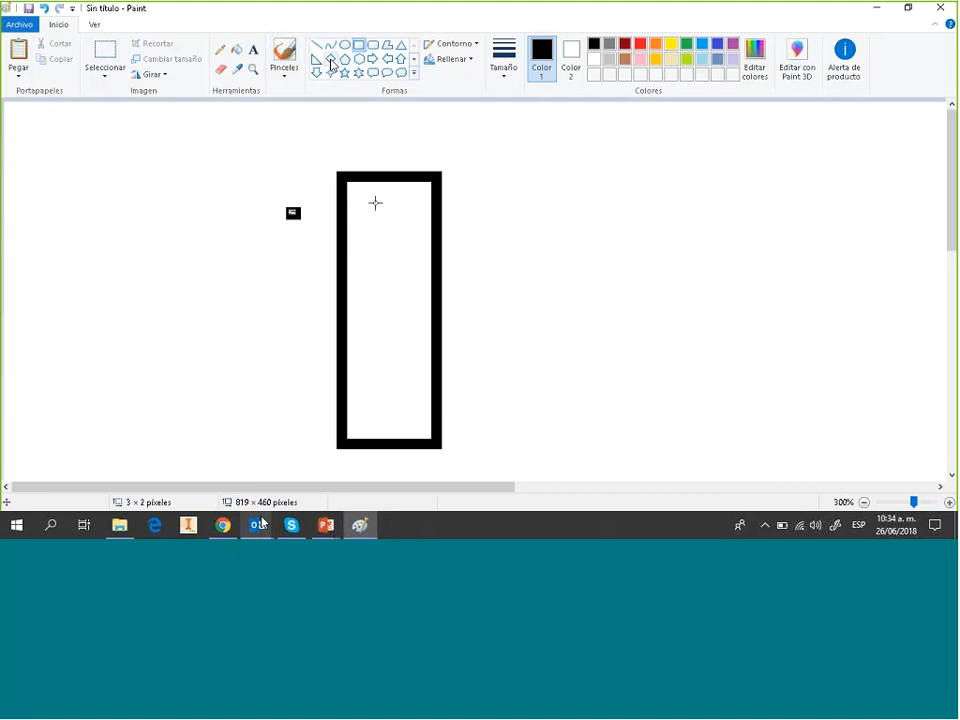 Sin título - Paint
Archivo Inicio Ver
Pegar
Cortar
Copiar
Portapapeles
Seleccionar
Recortar
Cambiar tamaño
Girar
Imagen
A
Herramientas
Pinceles
Contorno
Rellenar
Formas
Tamaño
Color 1
Color 2
Editar colores
Colores
Editar con Paint 3D
Alerta de producto
3 × 2 píxeles
819 × 460 píxeles
300%
ESP
10:34 a. m.
26/06/2018